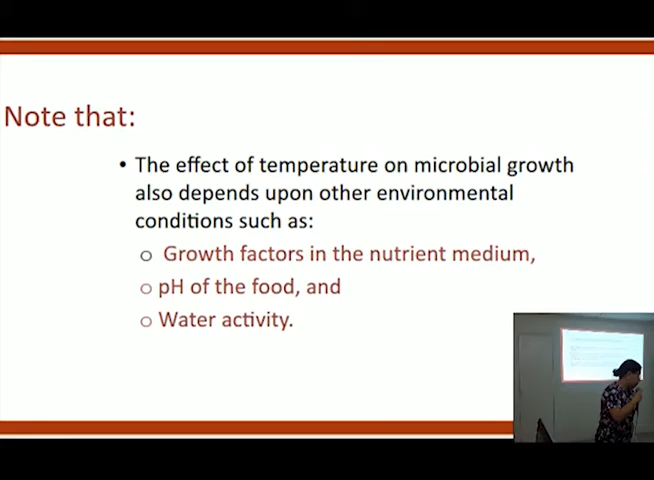 Note that:
• The effect of temperature on microbial growth
also depends upon other environmental
conditions such as:
o Growth factors in the nutrient medium,
o pH of the food, and
o Water activity.